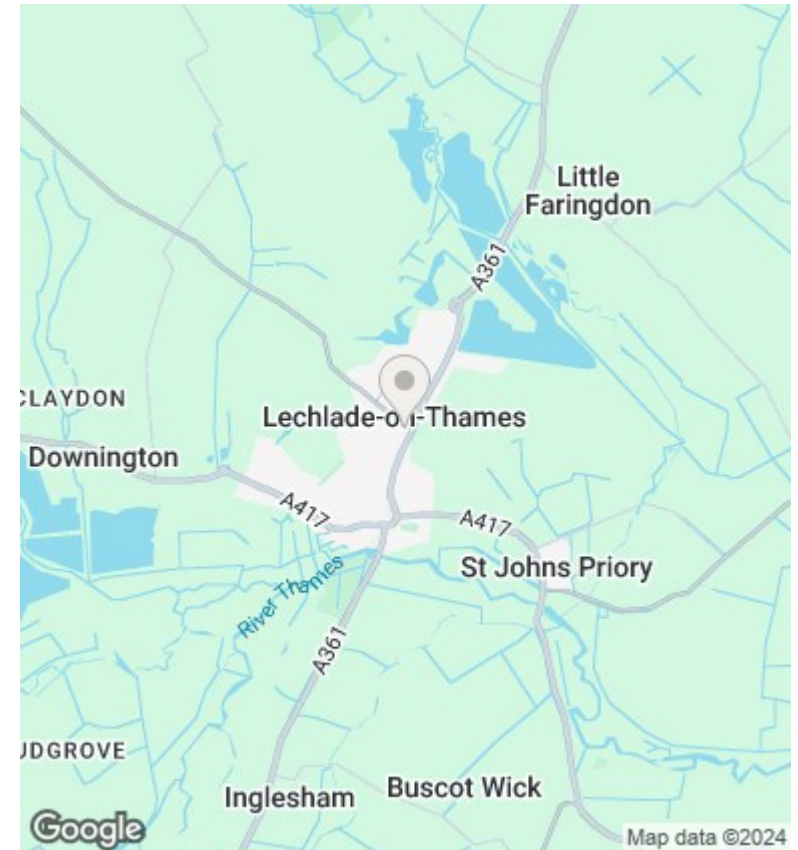 Little
Faringdon
A361
CLAYDON
Lechlade-on-Thames
Downington
A417
A417
St Johns Priory
River Thames
A361
UDGROVE
Inglesham
Buscot Wick
Google
Map data ©2024